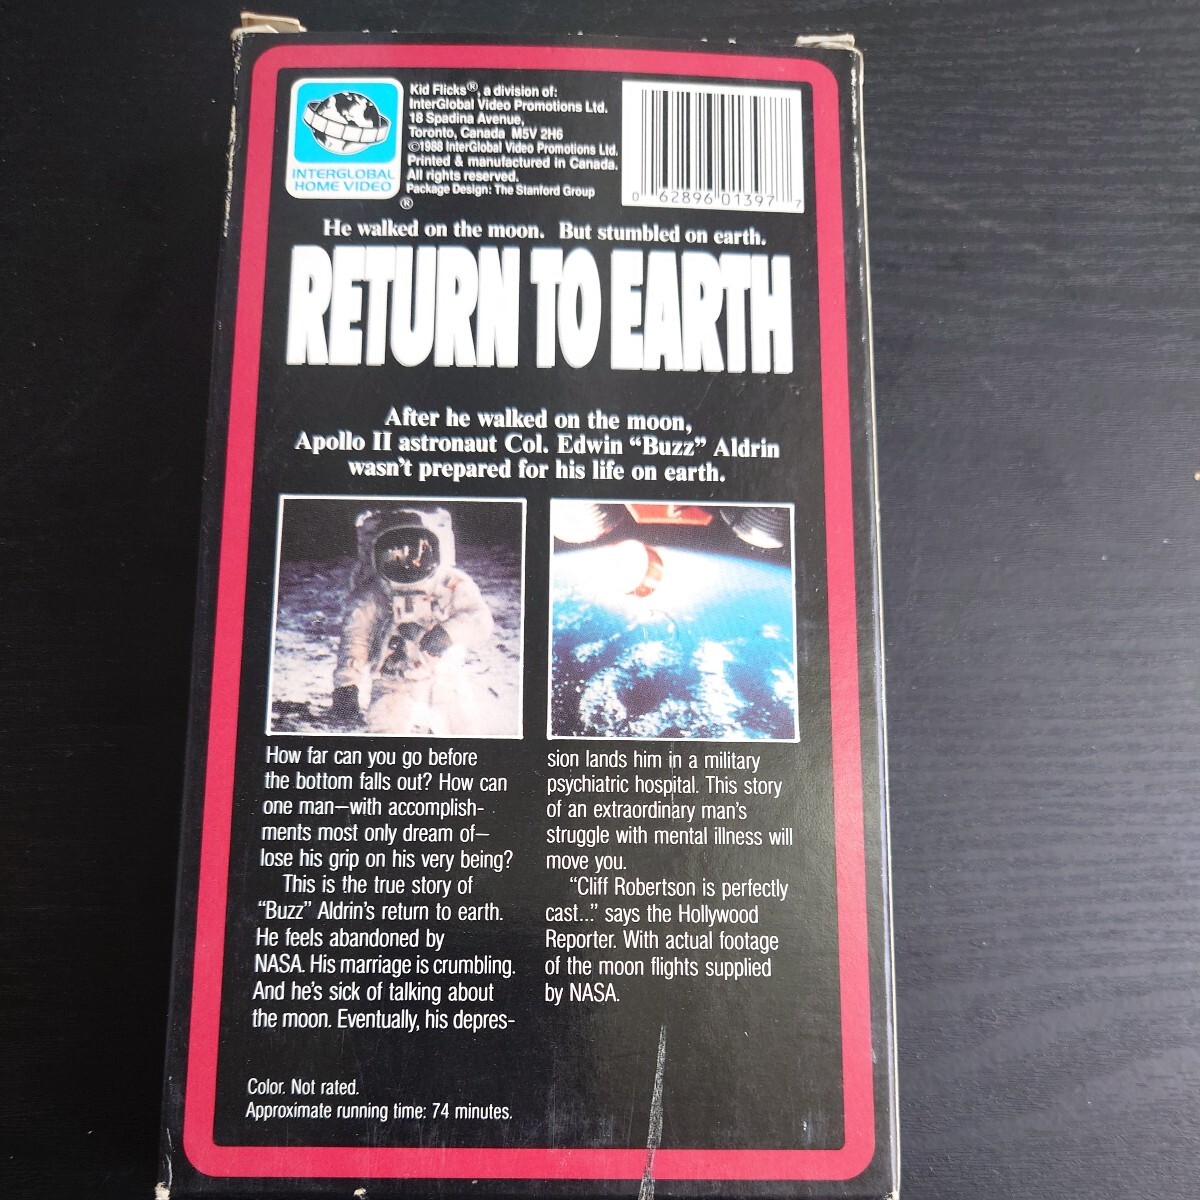 INTERGLOBAL
HOME VIDEO
®
Kid Flicks®, a division of:
InterGlobal Video Promotions Ltd.
18 Spadina Avenue,
Toronto, Canada M5V 2H6
©1988 InterGlobal Video Promotions Ltd.
Printed & manufactured in Canada.
All rights reserved.
Package Design: The Stanford Group
0 62896 01397 7
He walked on the moon. But stumbled on earth.
RETURN TO EARTH
After he walked on the moon,
Apollo II astronaut Col. Edwin “Buzz” Aldrin
wasn't prepared for his life on earth.
How far can you go before
the bottom falls out? How can
one man—with accomplish-
ments most only dream of—
lose his grip on his very being?
This is the true story of
“Buzz” Aldrin's return to earth.
He feels abandoned by
NASA. His marriage is crumbling.
And he's sick of talking about
the moon. Eventually, his depres-
sion lands him in a military
psychiatric hospital. This story
of an extraordinary man's
struggle with mental illness will
move you.
“Cliff Robertson is perfectly
cast...” says the Hollywood
Reporter. With actual footage
of the moon flights supplied
by NASA.
Color. Not rated.
Approximate running time: 74 minutes.